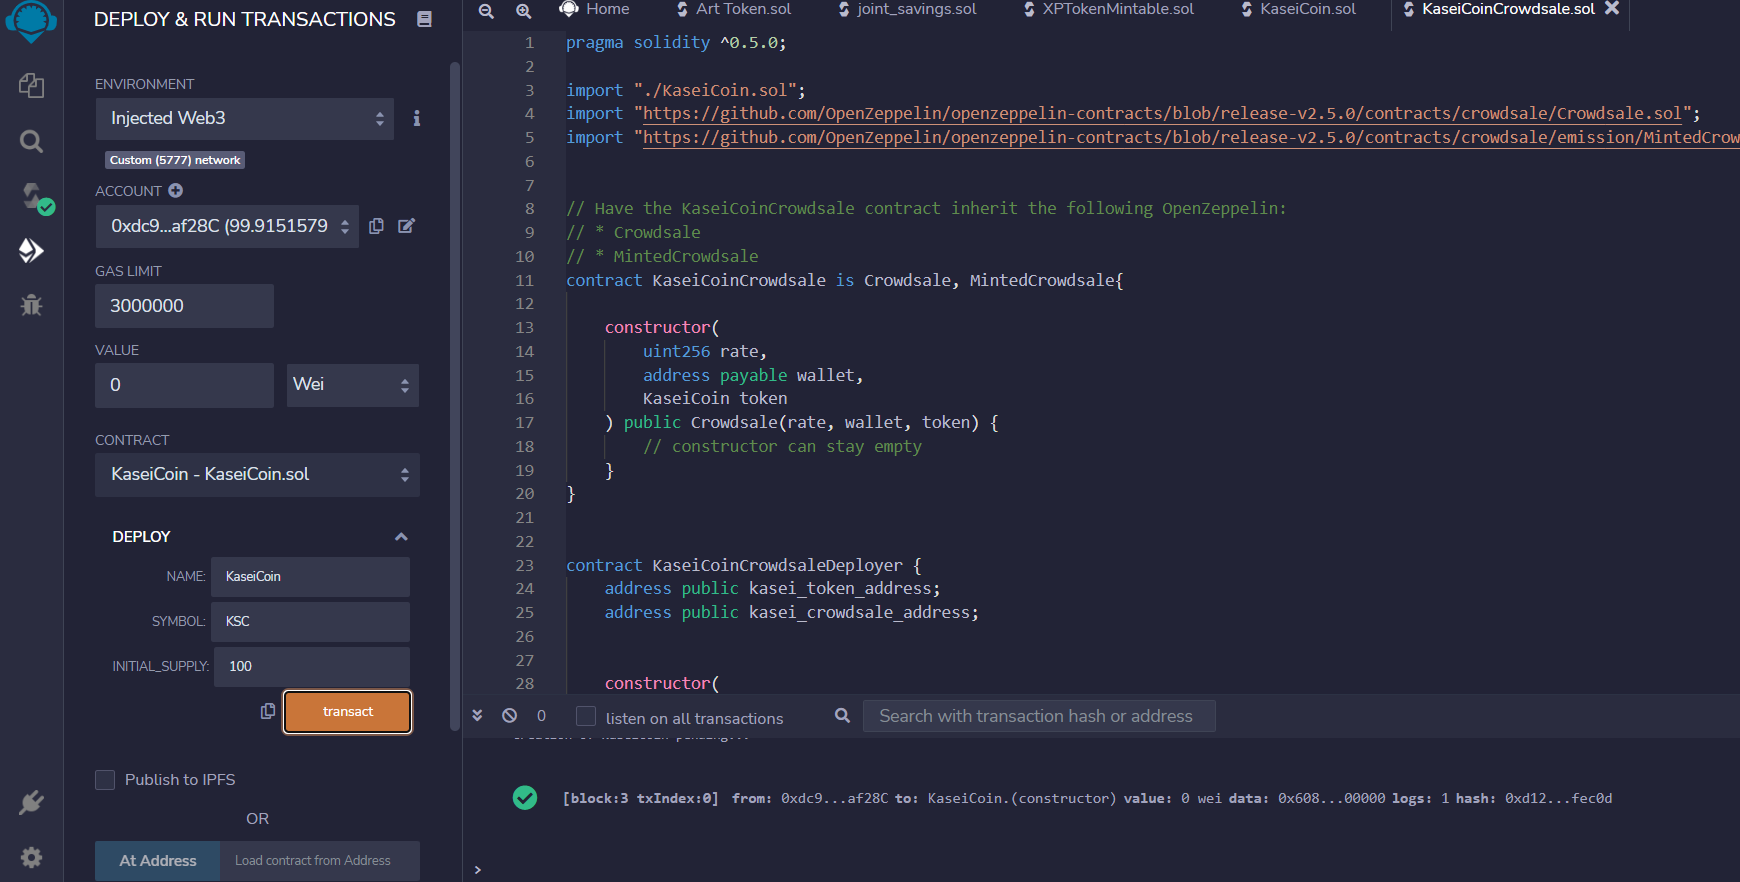 DEPLOY & RUN TRANSACTIONS
ENVIRONMENT
Injected Web3
Custom (5777) network
ACCOUNT
0xdc9...af28C (99.9151579
GAS LIMIT
3000000
VALUE
0
Wei
CONTRACT
KaseiCoin - KaseiCoin.sol
DEPLOY
NAME:
KaseiCoin
SYMBOL:
KSC
INITIAL_SUPPLY:
100
transact
Publish to IPFS
OR
At Address
Load contract from Address
Home
Art Token.sol
joint_savings.sol
XPTokenMintable.sol
KaseiCoin.sol
KaseiCoinCrowdsale.sol
1 pragma solidity ^0.5.0;
2
3 import "./KaseiCoin.sol";
4 import "https://github.com/OpenZeppelin/openzeppelin-contracts/blob/release-v2.5.0/contracts/crowdsale/Crowdsale.sol";
5 import "https://github.com/OpenZeppelin/openzeppelin-contracts/blob/release-v2.5.0/contracts/crowdsale/emission/MintedCrow
6
7
8 // Have the KaseiCoinCrowdsale contract inherit the following OpenZeppelin:
9 // * Crowdsale
10 // * MintedCrowdsale
11 contract KaseiCoinCrowdsale is Crowdsale, MintedCrowdsale{
12
13 constructor(
14 uint256 rate,
15 address payable wallet,
16 KaseiCoin token
17 ) public Crowdsale(rate, wallet, token) {
18 // constructor can stay empty
19 }
20 }
21
22
23 contract KaseiCoinCrowdsaleDeployer {
24 address public kasei_token_address;
25 address public kasei_crowdsale_address;
26
27
28 constructor(
0
listen on all transactions
Search with transaction hash or address
creation of KaseiCoin pending...
[block:3 txIndex:0] from: 0xdc9...af28C to: KaseiCoin.(constructor) value: 0 wei data: 0x608...00000 logs: 1 hash: 0xd12...fec0d
>